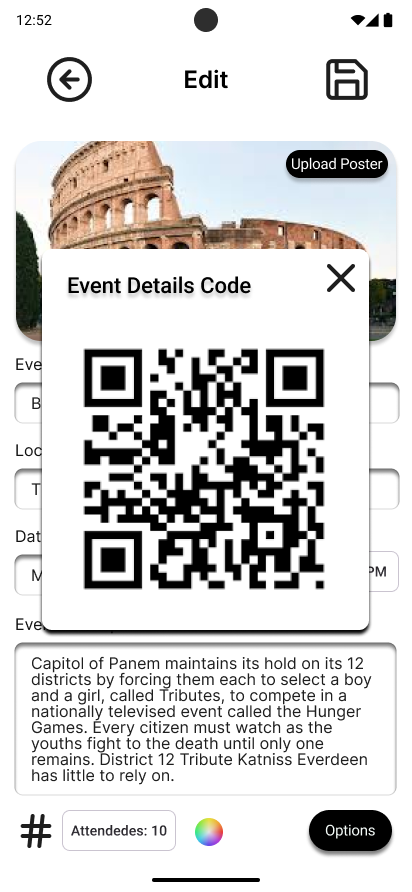 12:52
Edit
Upload Poster
Event Details Code
Eve
B
Loc
T
Dat
M
PM
Eve
Capitol of Panem maintains its hold on its 12
districts by forcing them each to select a boy
and a girl, called Tributes, to compete in a
nationally televised event called the Hunger
Games. Every citizen must watch as the
youths fight to the death until only one
remains. District 12 Tribute Katniss Everdeen
has little to rely on.
#
Attendedes: 10
Options